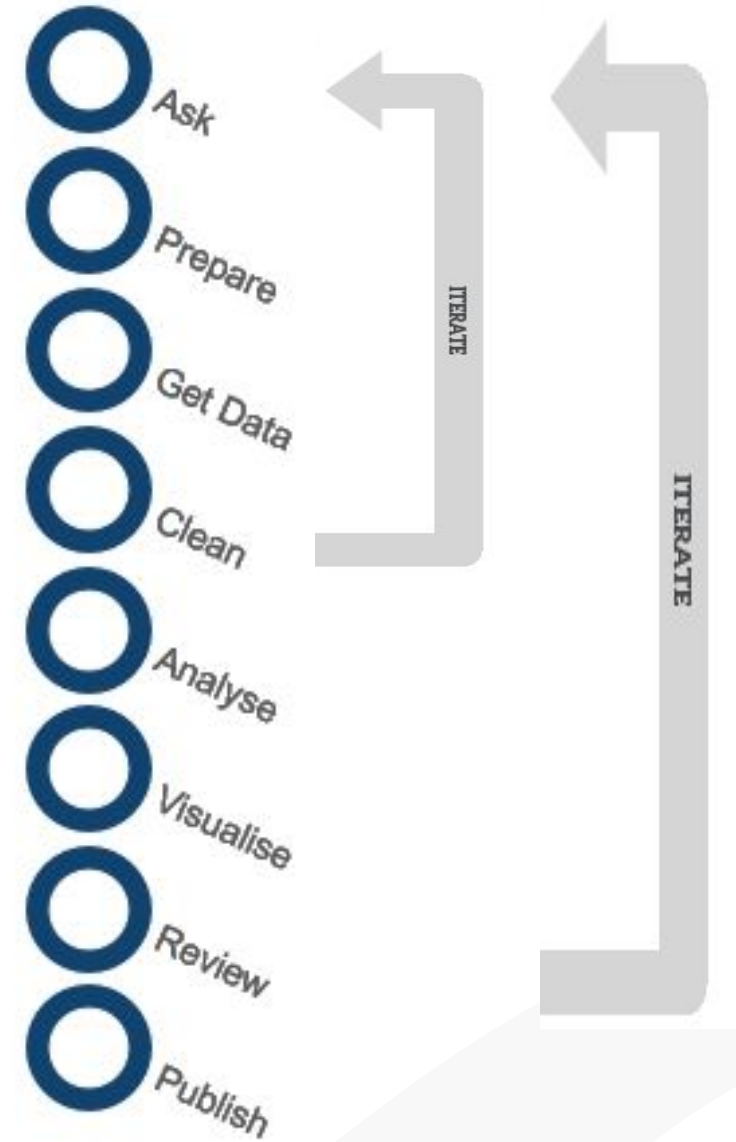 Ask
Prepare
Get Data
Clean
Analyse
Visualise
Review
Publish
ITERATE
ITERATE